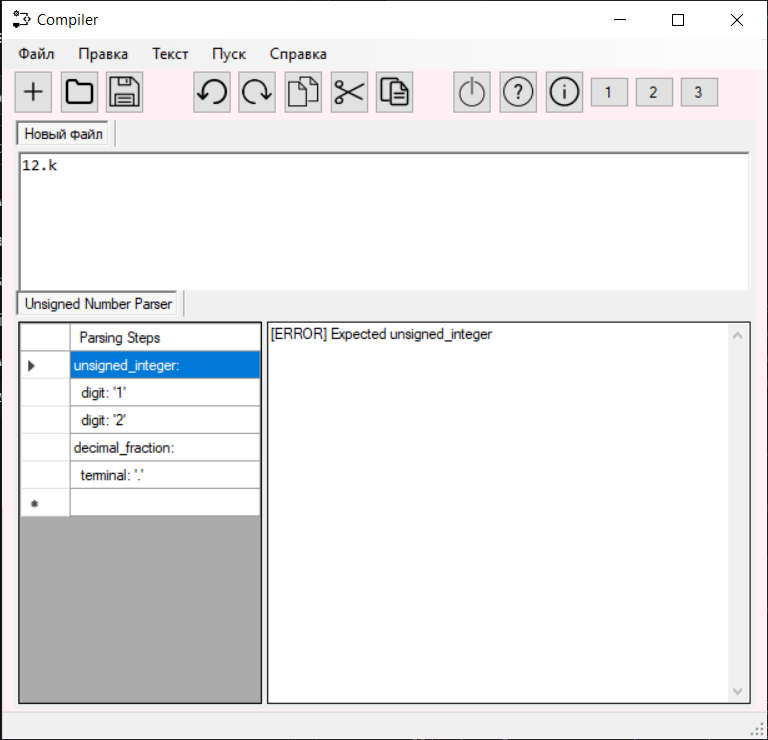 Compiler
Файл Правка Текст Пуск Справка
1 2 3
Новый файл
12.k
Unsigned Number Parser
Parsing Steps
unsigned_integer:
digit: '1'
digit: '2'
decimal_fraction:
terminal: '.'
[ERROR] Expected unsigned_integer